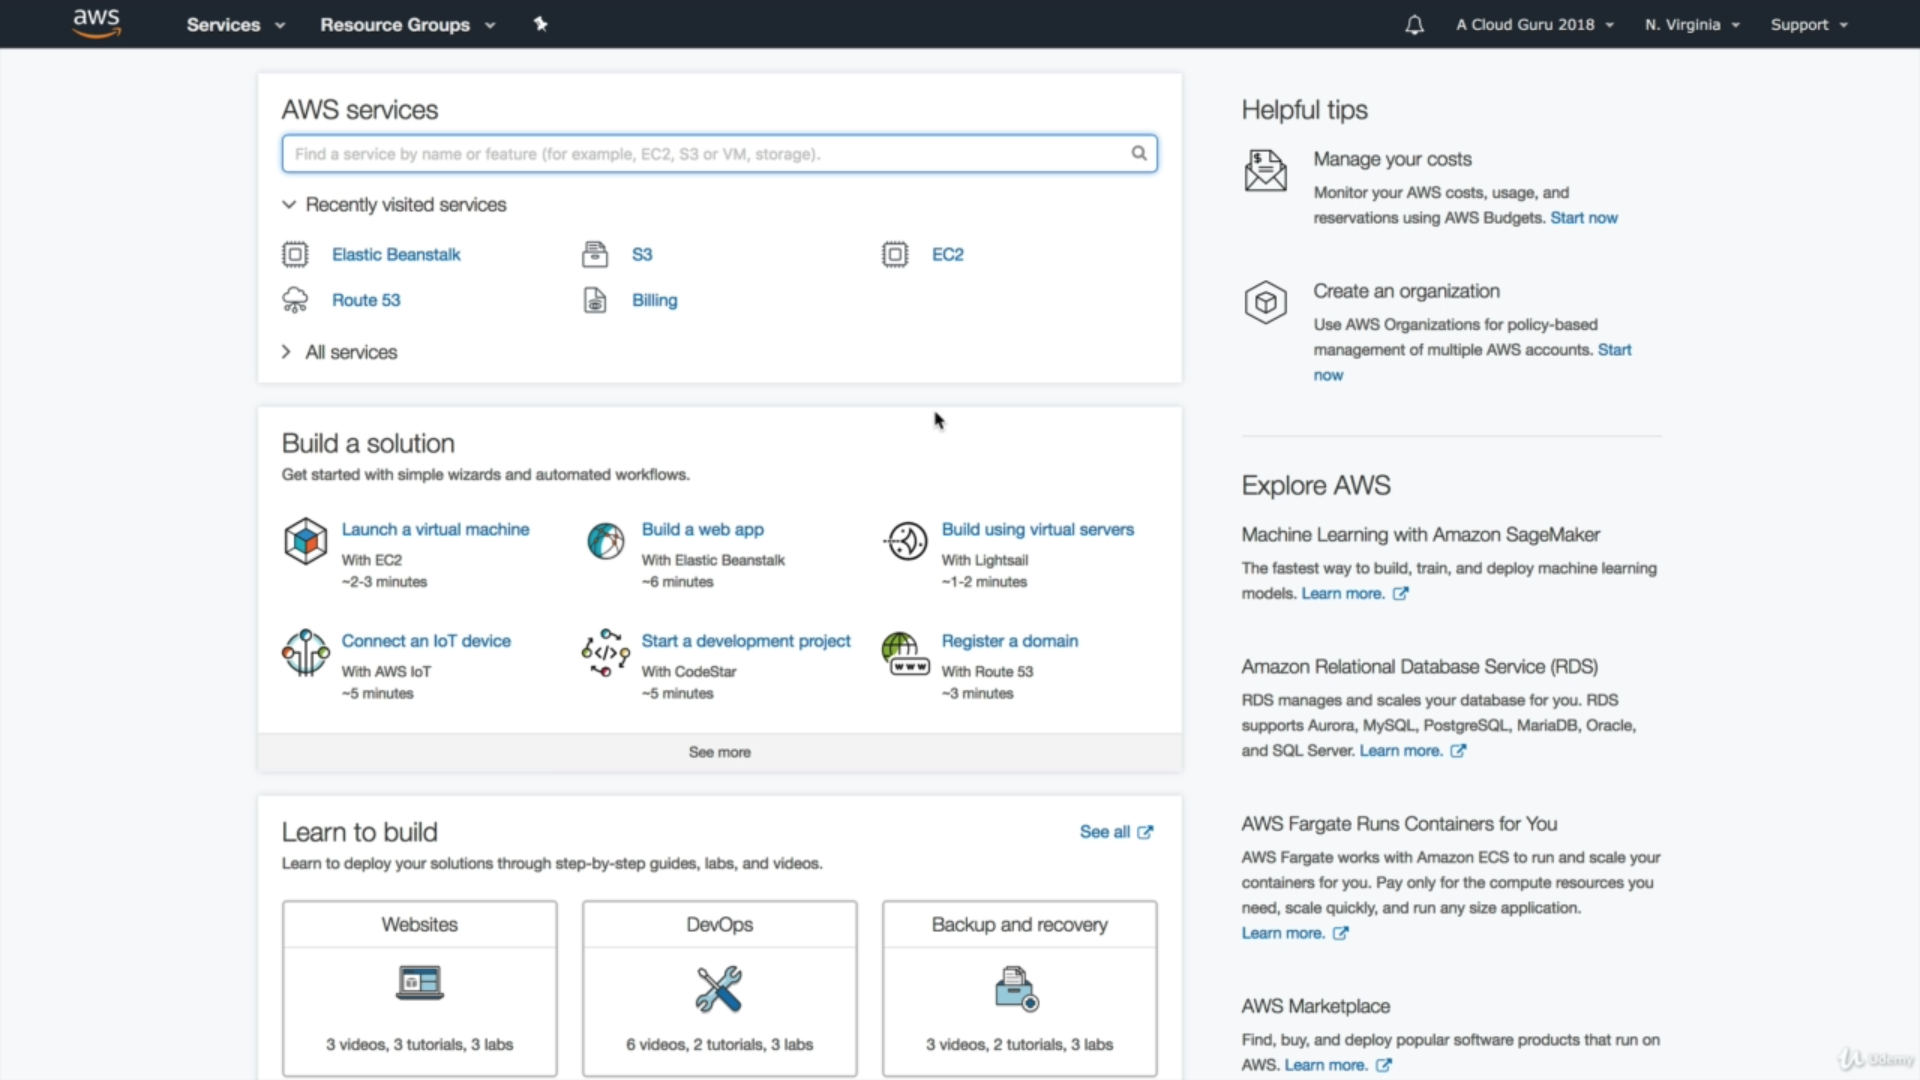 aws Services Resource Groups A Cloud Guru 2018 N. Virginia Support
AWS services
Find a service by name or feature (for example, EC2, S3 or VM, storage).
Recently visited services
Elastic Beanstalk S3 EC2
Route 53 Billing
All services
Build a solution
Get started with simple wizards and automated workflows.
Launch a virtual machine
With EC2
~2-3 minutes
Build a web app
With Elastic Beanstalk
~6 minutes
Build using virtual servers
With Lightsail
~1-2 minutes
Connect an IoT device
With AWS IoT
~5 minutes
</>
Start a development project
With CodeStar
~5 minutes
www
Register a domain
With Route 53
~3 minutes
See more
Learn to build
See all
Learn to deploy your solutions through step-by-step guides, labs, and videos.
Websites
3 videos, 3 tutorials, 3 labs
DevOps
6 videos, 2 tutorials, 3 labs
Backup and recovery
3 videos, 2 tutorials, 3 labs
Helpful tips
$
Manage your costs
Monitor your AWS costs, usage, and
reservations using AWS Budgets. Start now
Create an organization
Use AWS Organizations for policy-based
management of multiple AWS accounts. Start
now
Explore AWS
Machine Learning with Amazon SageMaker
The fastest way to build, train, and deploy machine learning
models. Learn more.
Amazon Relational Database Service (RDS)
RDS manages and scales your database for you. RDS
supports Aurora, MySQL, PostgreSQL, MariaDB, Oracle,
and SQL Server. Learn more.
AWS Fargate Runs Containers for You
AWS Fargate works with Amazon ECS to run and scale your
containers for you. Pay only for the compute resources you
need, scale quickly, and run any size application.
Learn more.
AWS Marketplace
Find, buy, and deploy popular software products that run on
AWS. Learn more.
Udemy